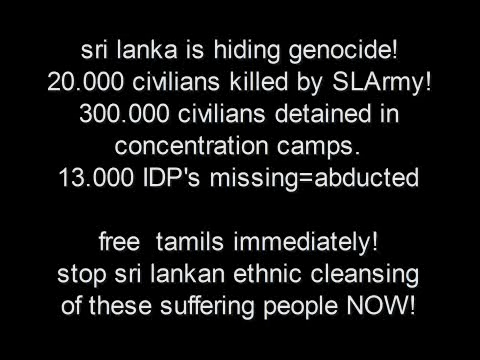 sri lanka is hiding genocide!
20.000 civilians killed by SLArmy!
300.000 civilians detained in
concentration camps.
13.000 IDP's missing=abducted
free  tamils immediately!
stop sri lankan ethnic cleansing
of these suffering people NOW!